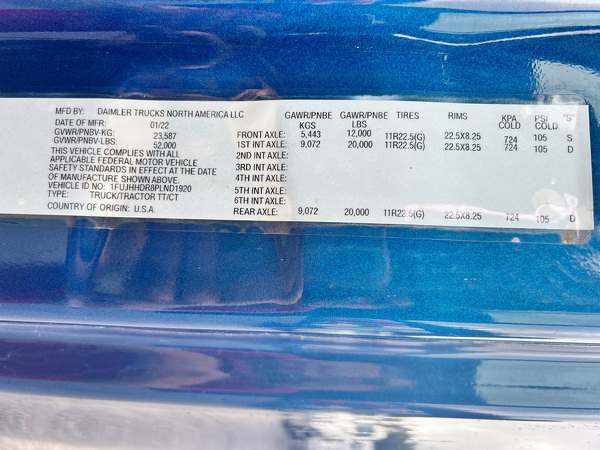 MFD BY: DAIMLER TRUCKS NORTH AMERICA LLC
DATE OF MFR: 01/22
GVWR/PNBV-KG: 23,587
GVWR/PNBV-LBS: 52,000
THIS VEHICLE COMPLIES WITH ALL
APPLICABLE FEDERAL MOTOR VEHICLE
SAFETY STANDARDS IN EFFECT AT THE DATE
OF MANUFACTURE SHOWN ABOVE.
VEHICLE ID NO.: 1FUJHHDR8PLND1920
TYPE: TRUCK/TRACTOR TT/CT
COUNTRY OF ORIGIN: U.S.A.
GAWR/PNBE KGS GAWR/PNBE LBS TIRES RIMS KPA COLD PSI COLD "S"
FRONT AXLE: 5,443 12,000 11R22.5(G) 22.5X8.25 724 105 S
1ST INT AXLE: 9,072 20,000 11R22.5(G) 22.5X8.25 724 105 D
2ND INT AXLE:
3RD INT AXLE:
4TH INT AXLE:
5TH INT AXLE:
6TH INT AXLE:
REAR AXLE: 9,072 20,000 11R22.5(G) 22.5X8.25 724 105 D